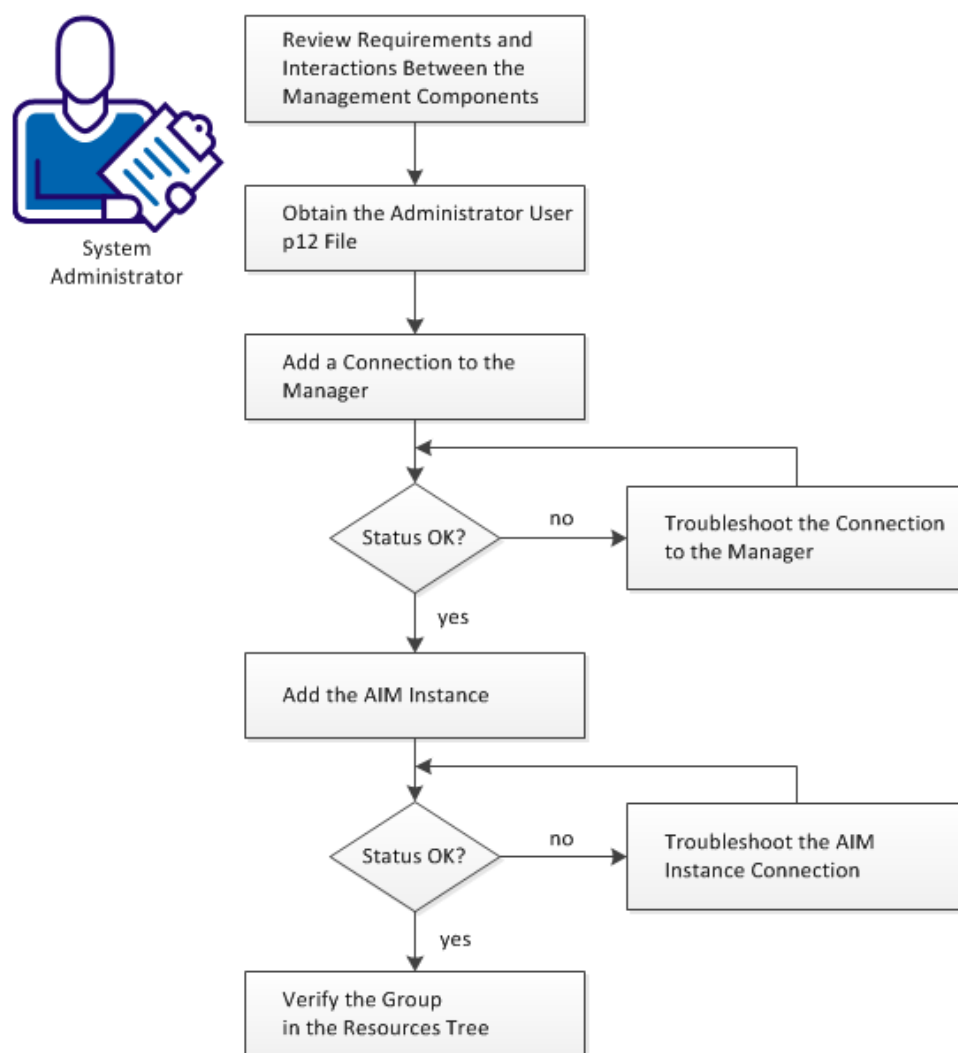 Review Requirements and
Interactions Between the
Management Components
System
Administrator
Obtain the Administrator User
p12 File
Add a Connection to the
Manager
Status OK?
no
Troubleshoot the Connection
to the Manager
yes
Add the AIM Instance
Status OK?
no
Troubleshoot the AIM
Instance Connection
yes
Verify the Group
in the Resources Tree